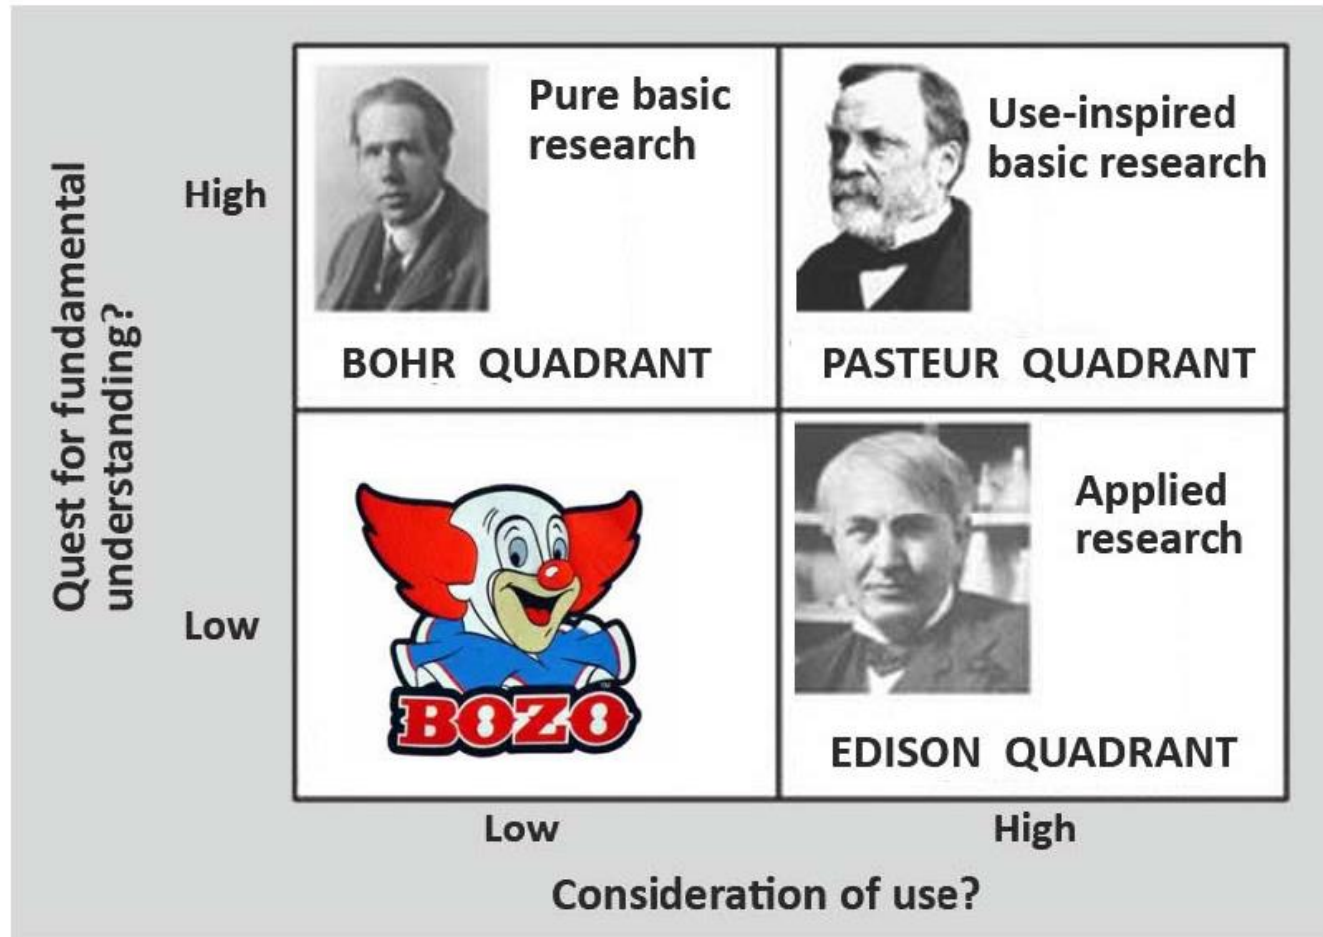 Pure basic
research
BOHR QUADRANT
Use-inspired
basic research
PASTEUR QUADRANT
BOZO
TM
Applied
research
EDISON QUADRANT
Quest for fundamental
understanding?
High
Low
Low
High
Consideration of use?